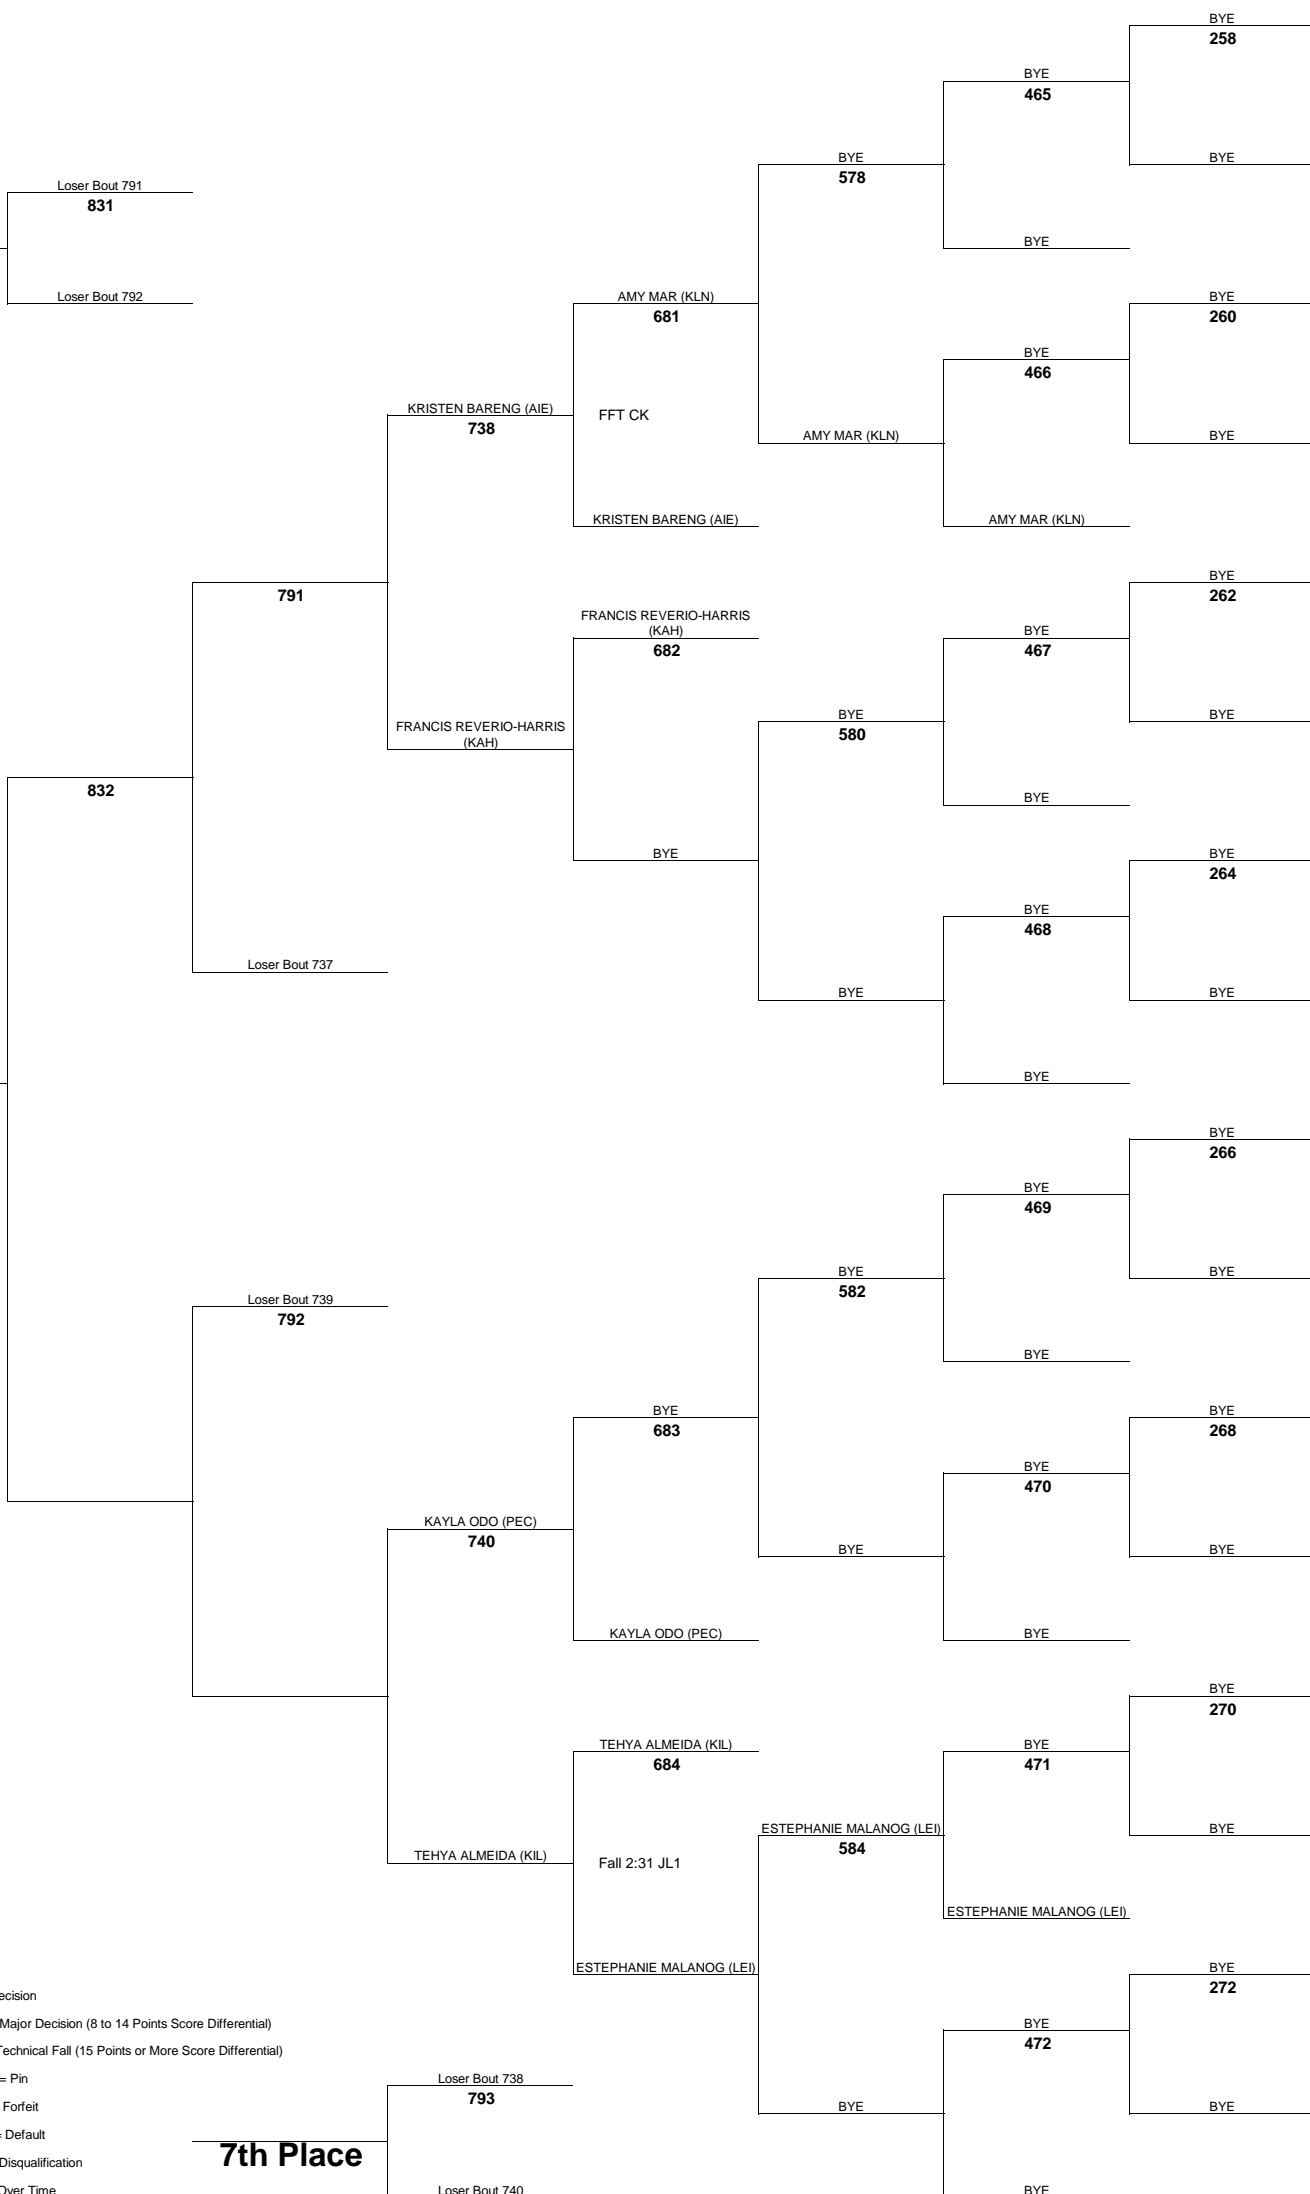 BYE
258
BYE
465
BYE
BYE
578
Loser Bout 791
831
BYE
Loser Bout 792
AMY MAR (KLN)
681
BYE
260
BYE
466
KRISTEN BARENG (AIE)
738
FFT CK
AMY MAR (KLN)
BYE
KRISTEN BARENG (AIE)
AMY MAR (KLN)
791
BYE
262
FRANCIS REVERIO-HARRIS
(KAH)
682
BYE
467
FRANCIS REVERIO-HARRIS
(KAH)
BYE
580
BYE
832
BYE
BYE
BYE
264
BYE
468
Loser Bout 737
BYE
BYE
BYE
BYE
266
BYE
469
BYE
582
BYE
Loser Bout 739
792
BYE
BYE
683
BYE
268
BYE
470
KAYLA ODO (PEC)
740
BYE
BYE
KAYLA ODO (PEC)
BYE
BYE
270
TEHYA ALMEIDA (KIL)
684
BYE
471
ESTEPHANIE MALANOG (LEI)
584
BYE
TEHYA ALMEIDA (KIL)
Fall 2:31 JL1
ESTEPHANIE MALANOG (LEI)
ESTEPHANIE MALANOG (LEI)
BYE
272
Major Decision (8 to 14 Points Score Differential)
BYE
472
Fall (15 Points or More Score Differential)
= Pin
Loser Bout 738
793
Forfeit
BYE
BYE
Default
7th Place
Disqualification
Over Time
Loser Bout 740
BYE